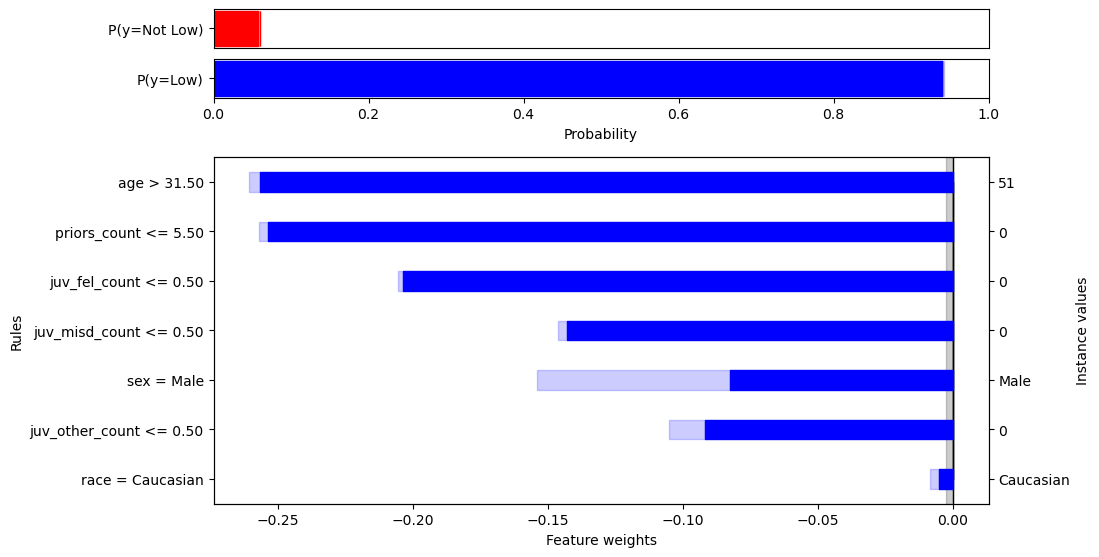 P(y=Not Low)
P(y=Low)
0.0 0.2 0.4 0.6 0.8 1.0
Probability
Rules
age > 31.50 51
priors_count <= 5.50 0
juv_fel_count <= 0.50 0
juv_misd_count <= 0.50 0
sex = Male Male
juv_other_count <= 0.50 0
race = Caucasian Caucasian
Instance values
−0.25 −0.20 −0.15 −0.10 −0.05 0.00
Feature weights